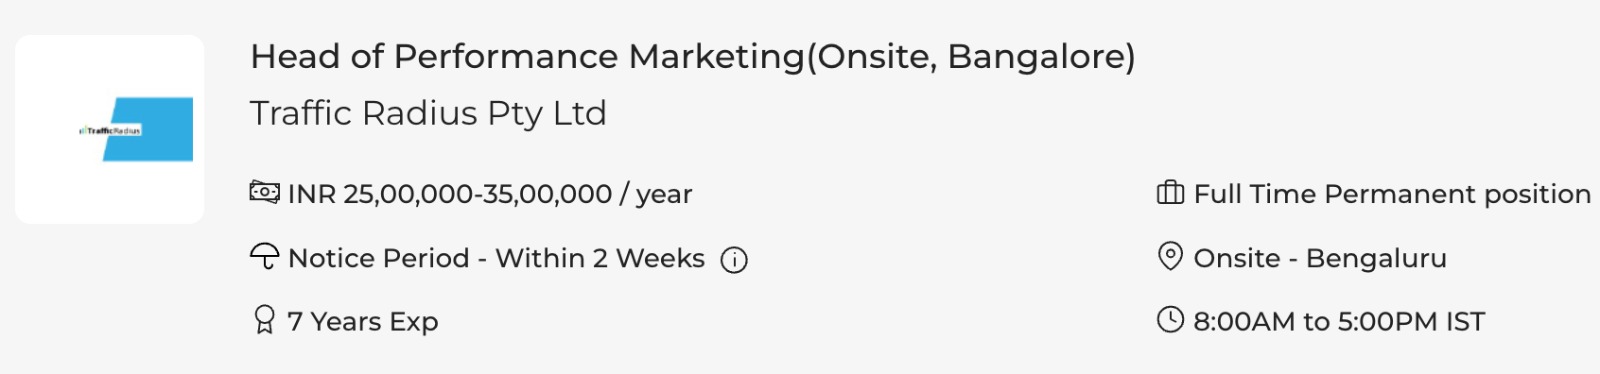 Head of Performance Marketing(Onsite, Bangalore)
Traffic Radius Pty Ltd
TrafficRadius
INR 25,00,000-35,00,000 / year
Full Time Permanent position
Notice Period - Within 2 Weeks
Onsite - Bengaluru
7 Years Exp
8:00AM to 5:00PM IST